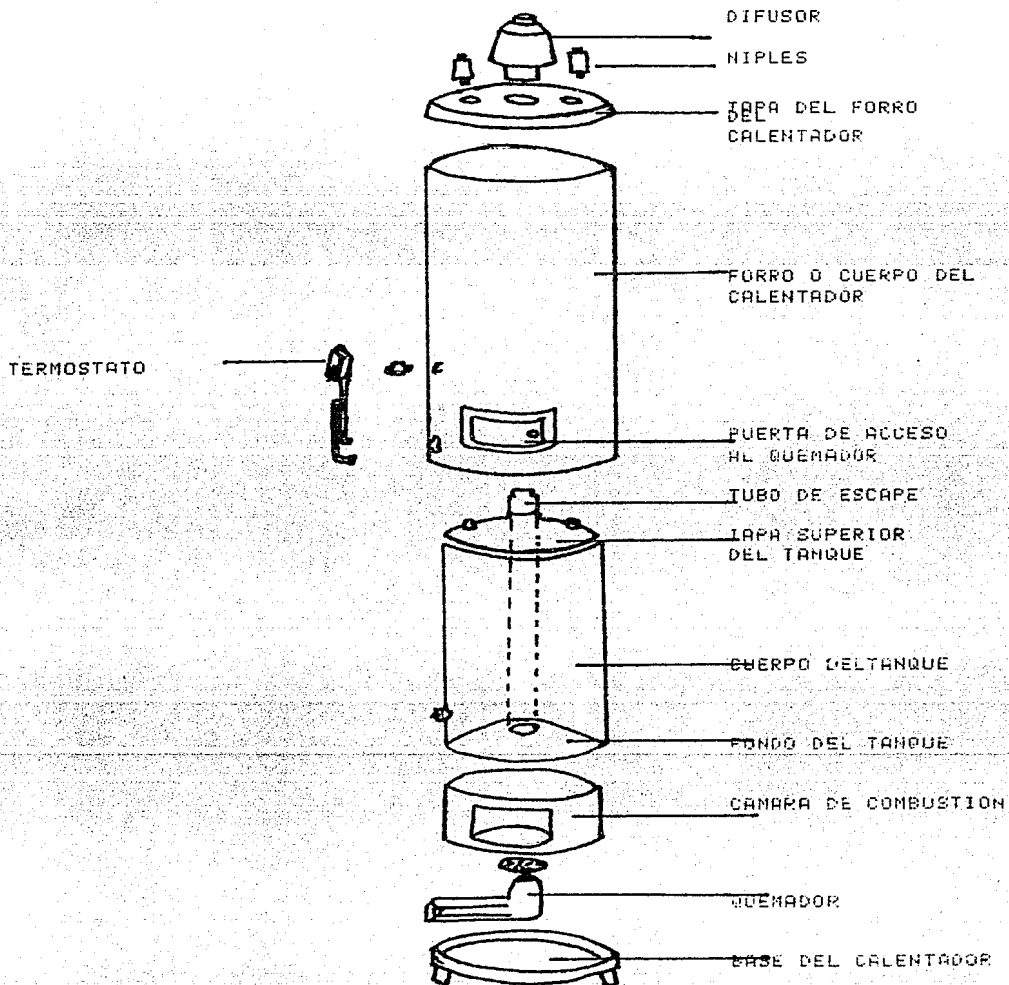 DIFUSOR
NIPLES
TAPA DEL FORRO
DEL
CALENTADOR
FORRO O CUERPO DEL
CALENTADOR
TERMOSTATO
PUERTA DE ACCESO
AL QUEMADOR
TUBO DE ESCAPE
TAPA SUPERIOR
DEL TANQUE
CUERPO DELTANQUE
FONDO DEL TANQUE
CAMARA DE COMBUSTION
QUEMADOR
BASE DEL CALENTADOR